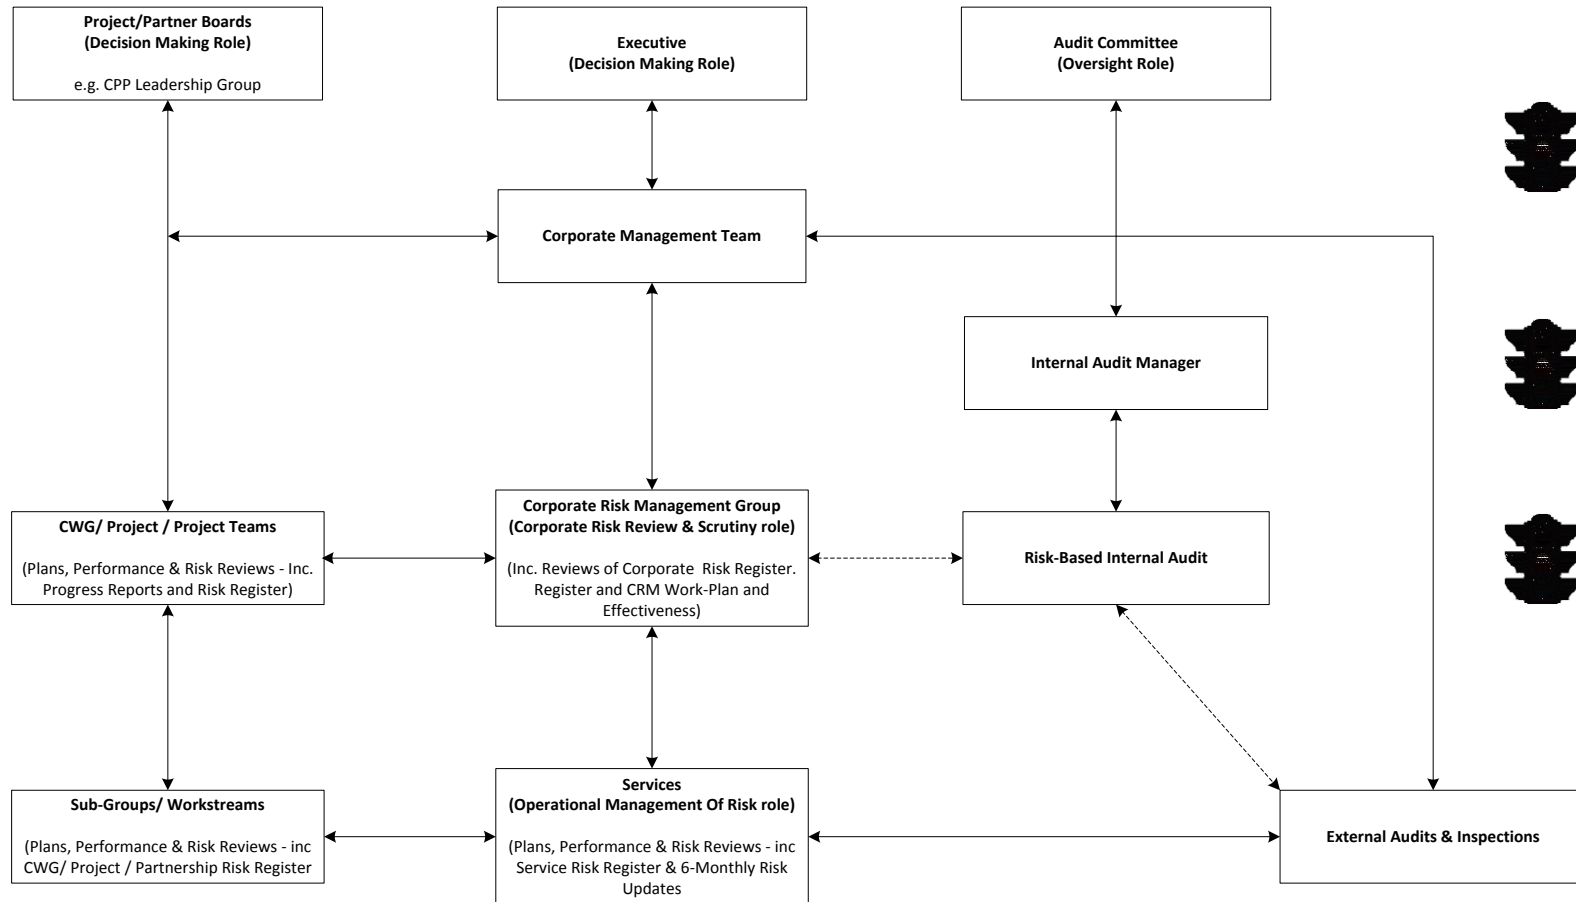 Project/Partner Boards
(Decision Making Role)
e.g. CPP Leadership Group
Executive
(Decision Making Role)
Audit Committee
(Oversight Role)
Corporate Management Team
Internal Audit Manager
CWG/ Project / Project Teams
(Plans, Performance & Risk Reviews - Inc.
Progress Reports and Risk Register)
Corporate Risk Management Group
(Corporate Risk Review & Scrutiny role)
(Inc. Reviews of Corporate  Risk Register.
Register and CRM Work-Plan and
Effectiveness)
Risk-Based Internal Audit
Sub-Groups/ Workstreams
(Plans, Performance & Risk Reviews - inc
CWG/ Project / Partnership Risk Register
Services
(Operational Management Of Risk role)
(Plans, Performance & Risk Reviews - inc
Service Risk Register & 6-Monthly Risk
Updates
External Audits & Inspections